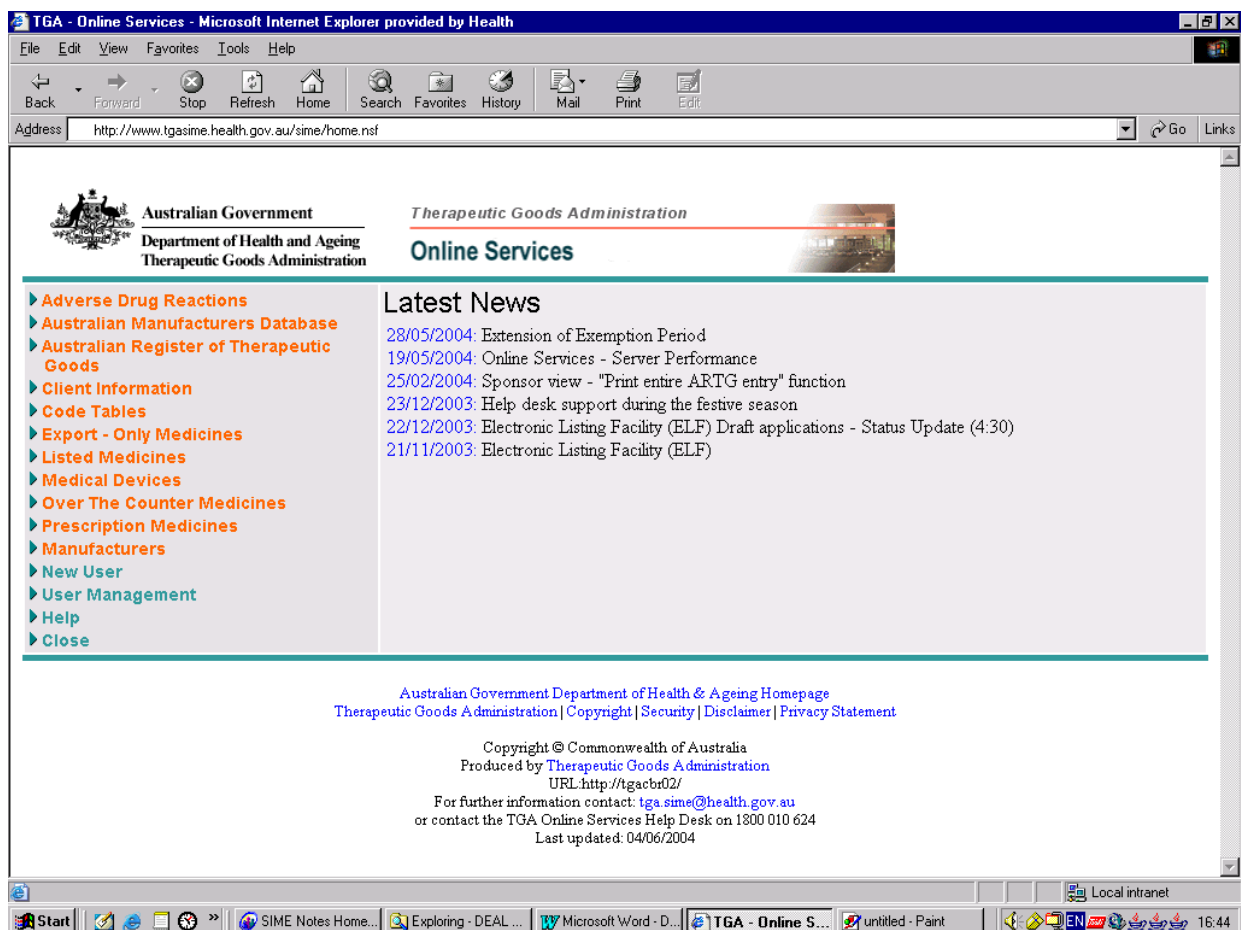 TGA - Online Services - Microsoft Internet Explorer provided by Health
File Edit View Favorites Tools Help
Back Forward Stop Refresh Home Search Favorites History Mail Print Edit
Address http://www.tgasime.health.gov.au/sime/home.nsf Go Links
Australian Government
Department of Health and Ageing
Therapeutic Goods Administration
Therapeutic Goods Administration
Online Services
Adverse Drug Reactions
Australian Manufacturers Database
Australian Register of Therapeutic
Goods
Client Information
Code Tables
Export - Only Medicines
Listed Medicines
Medical Devices
Over The Counter Medicines
Prescription Medicines
Manufacturers
New User
User Management
Help
Close
Latest News
28/05/2004: Extension of Exemption Period
19/05/2004: Online Services - Server Performance
25/02/2004: Sponsor view - "Print entire ARTG entry" function
23/12/2003: Help desk support during the festive season
22/12/2003: Electronic Listing Facility (ELF) Draft applications - Status Update (4:30)
21/11/2003: Electronic Listing Facility (ELF)
Australian Government Department of Health & Ageing Homepage
Therapeutic Goods Administration | Copyright | Security | Disclaimer | Privacy Statement
Copyright © Commonwealth of Australia
Produced by Therapeutic Goods Administration
URL:http://tgacbr02/
For further information contact: tga.sime@health.gov.au
or contact the TGA Online Services Help Desk on 1800 010 624
Last updated: 04/06/2004
Local intranet
Start » SIME Notes Home... Exploring - DEAL ... Microsoft Word - D... TGA - Online S... untitled - Paint EN 16:44